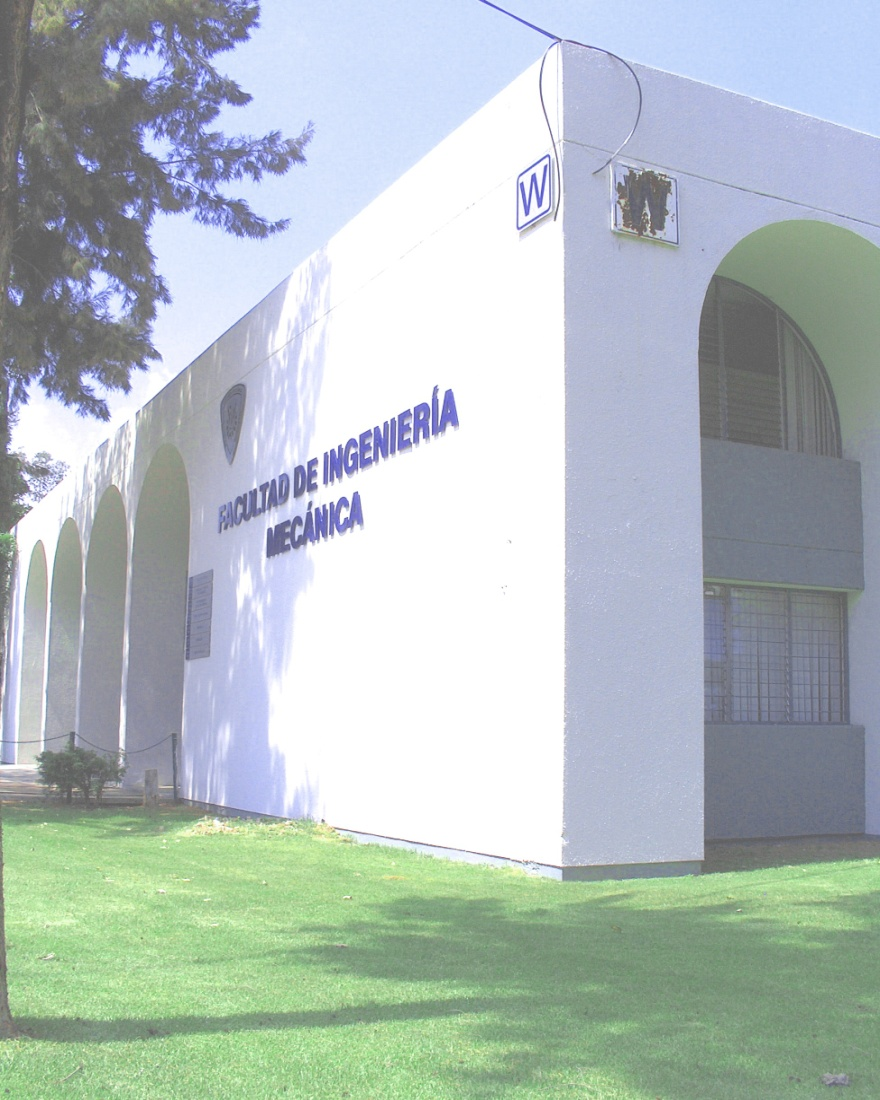 W
W
FACULTAD DE INGENIERÍA
MECÁNICA